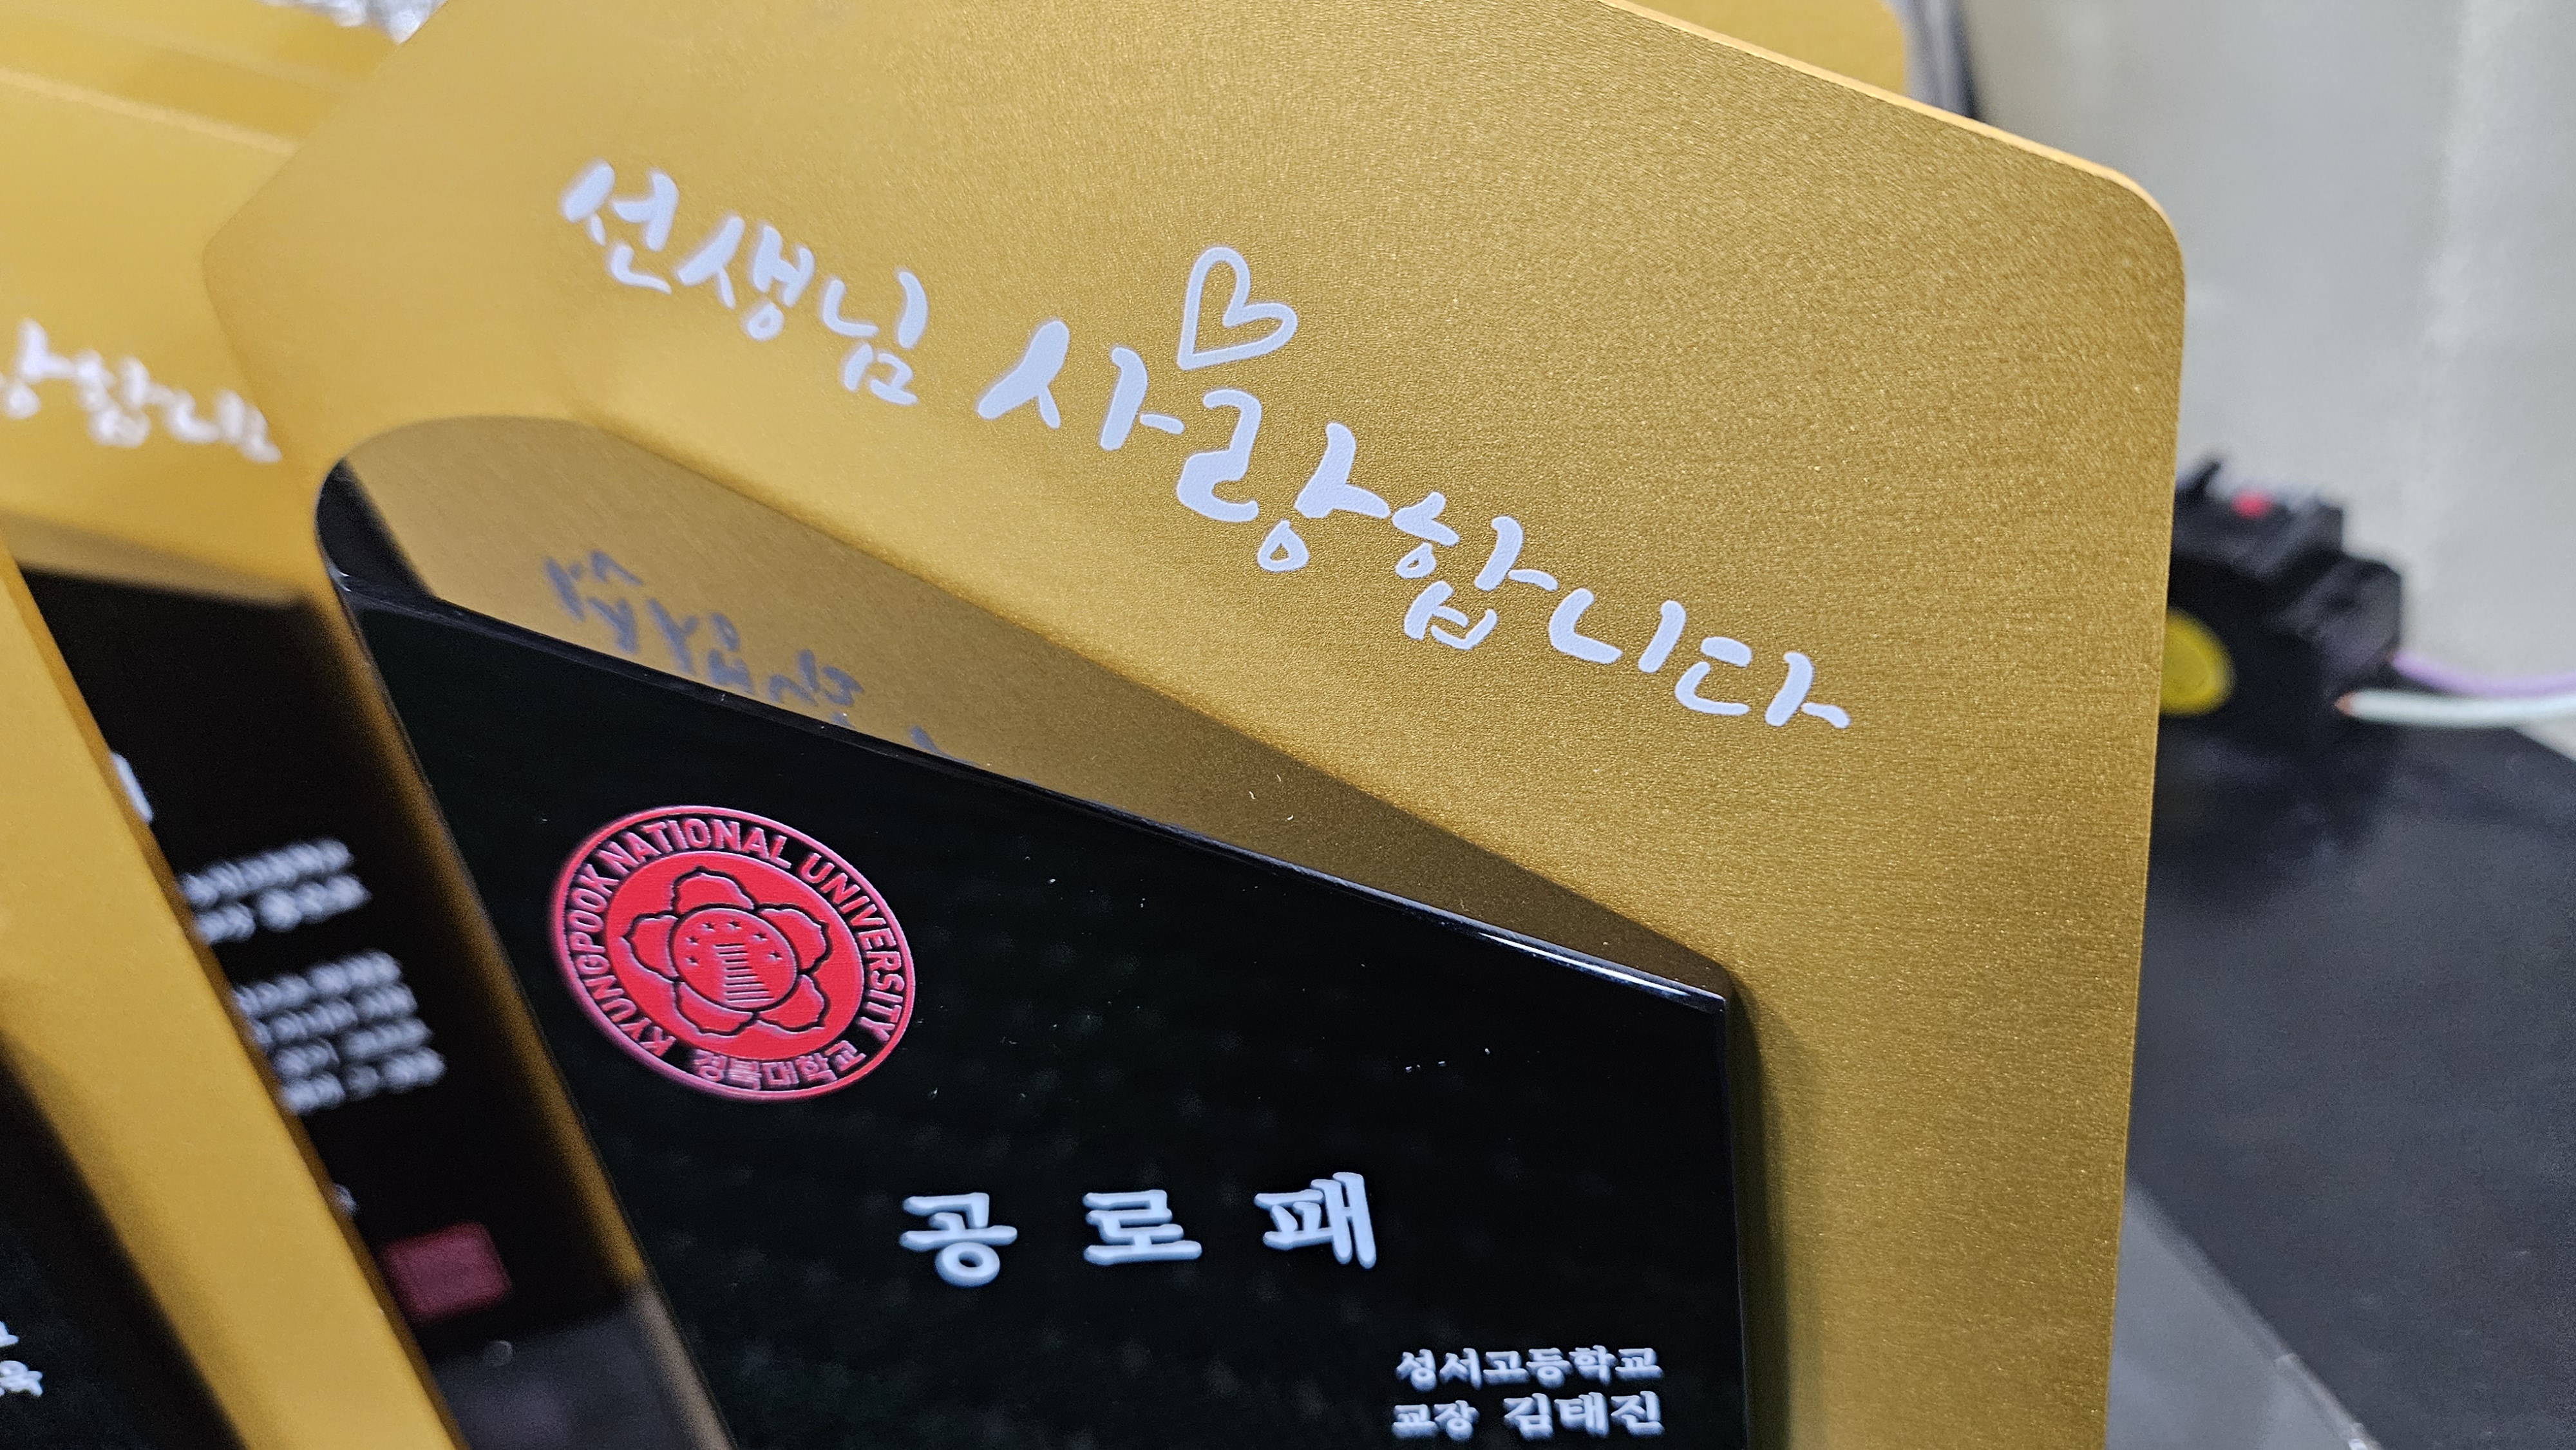 선생님 사랑합니다
KYUNGPOOK NATIONAL UNIVERSITY
경북대학교
공로패
성서고등학교
교장 김태진